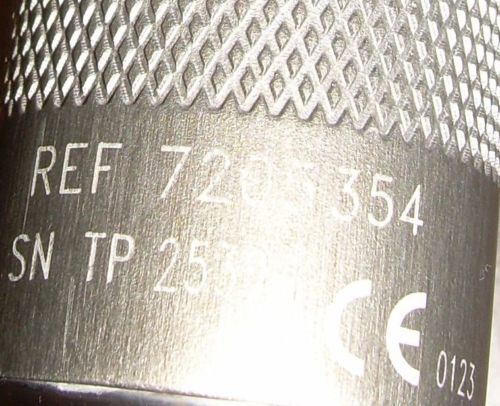 REF 7205354
SN TP
CE 0123